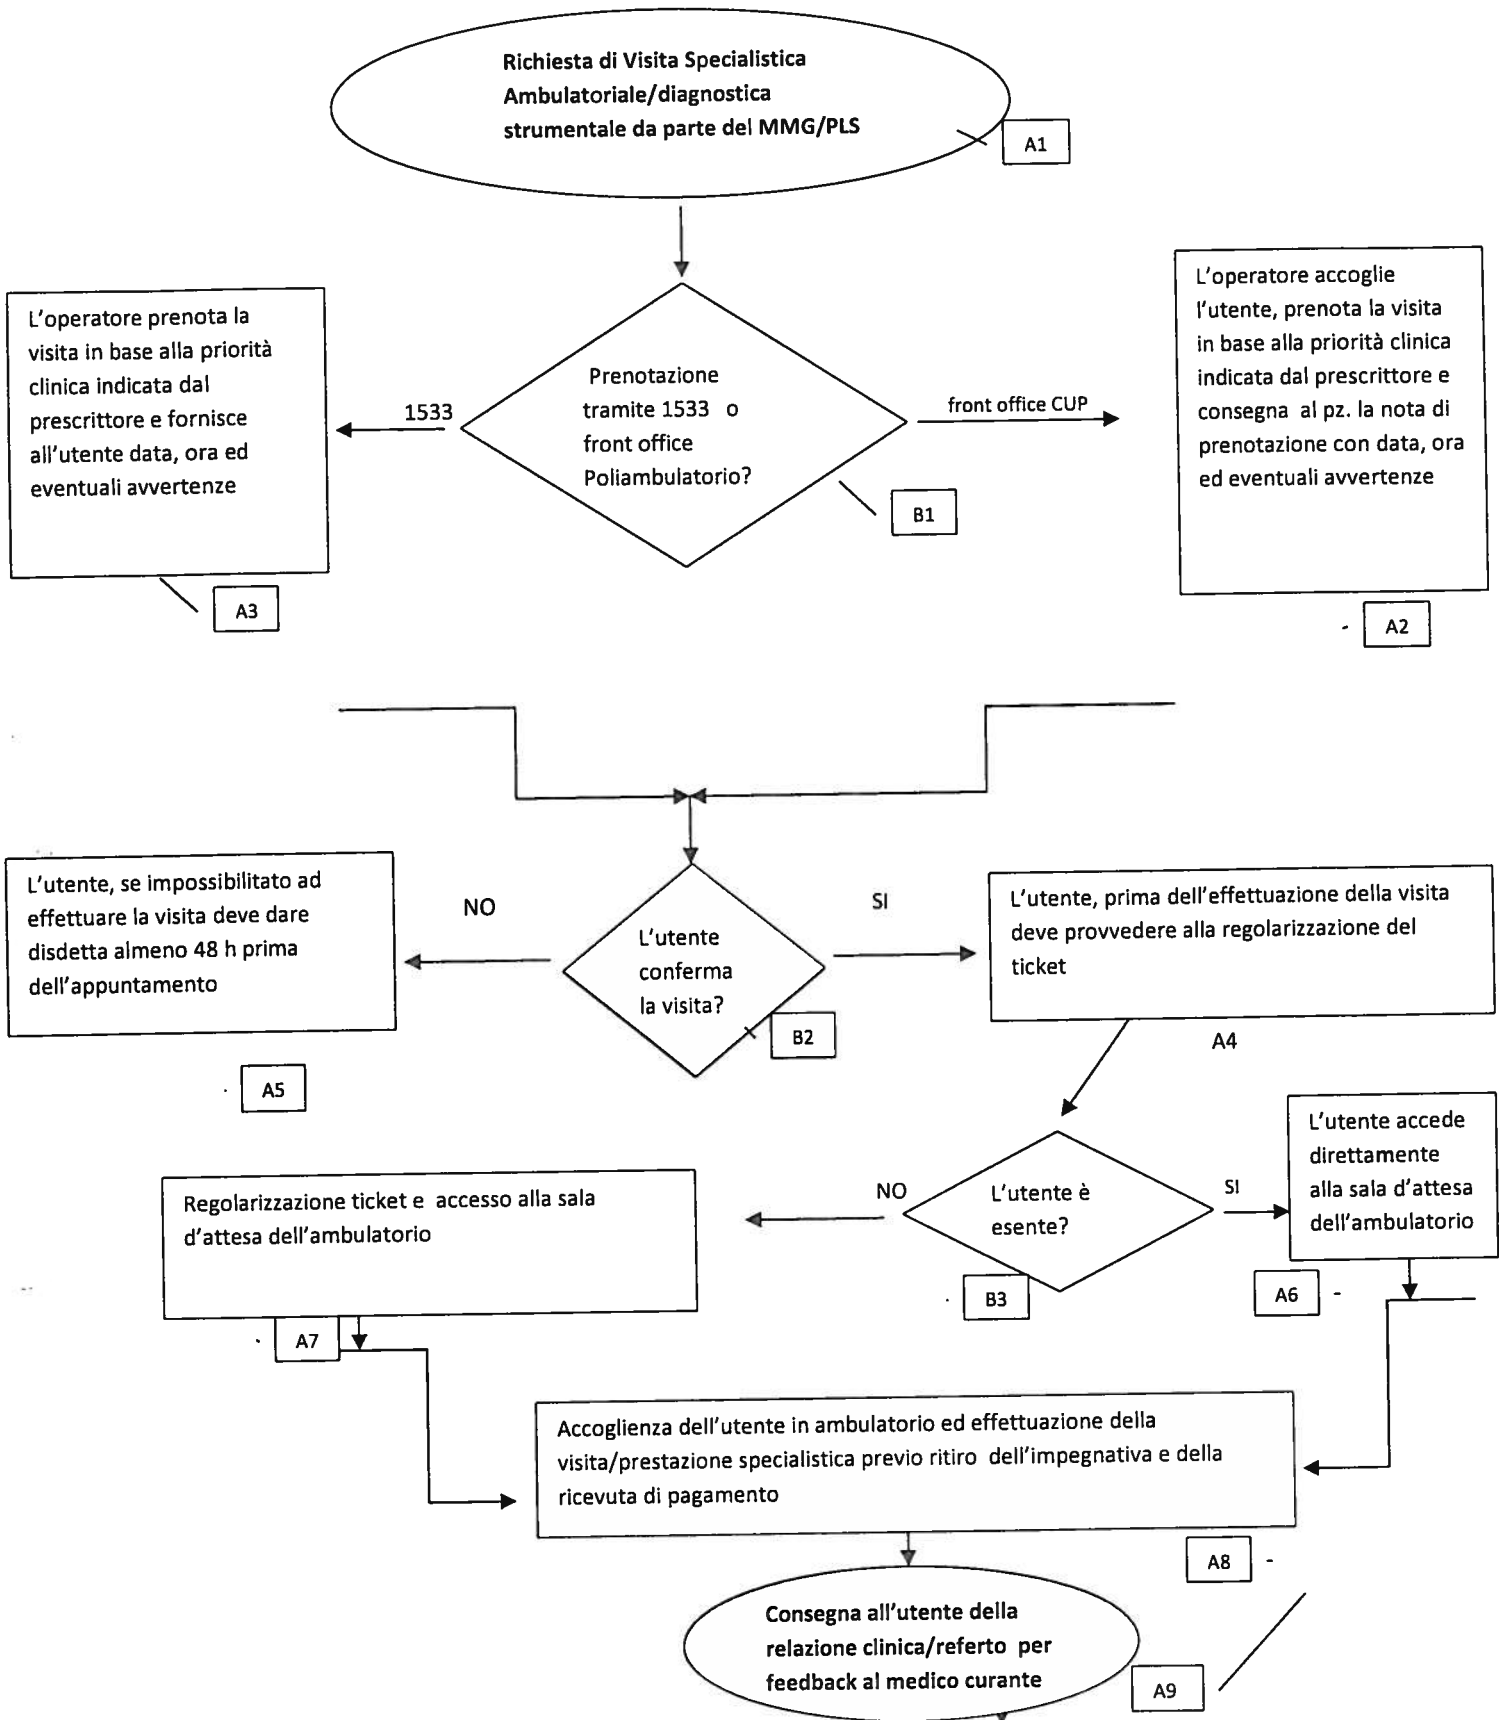 Richiesta di Visita Specialistica
Ambulatoriale/diagnostica
strumentale da parte del MMG/PLS
A1
L'operatore prenota la
visita in base alla priorità
clinica indicata dal
prescrittore e fornisce
all'utente data, ora ed
eventuali avvertenze
A3
1533
Prenotazione
tramite 1533 o
front office
Poliambulatorio?
B1
front office CUP
L'operatore accoglie
l'utente, prenota la visita
in base alla priorità clinica
indicata dal prescrittore e
consegna al pz. la nota di
prenotazione con data, ora
ed eventuali avvertenze
A2
L'utente, se impossibilitato ad
effettuare la visita deve dare
disdetta almeno 48 h prima
dell'appuntamento
A5
NO
L'utente
conferma
la visita?
B2
SI
L'utente, prima dell'effettuazione della visita
deve provvedere alla regolarizzazione del
ticket
A4
Regolarizzazione ticket e accesso alla sala
d'attesa dell'ambulatorio
A7
NO
L'utente è
esente?
B3
SI
L'utente accede
direttamente
alla sala d'attesa
dell'ambulatorio
A6
Accoglienza dell'utente in ambulatorio ed effettuazione della
visita/prestazione specialistica previo ritiro dell'impegnativa e della
ricevuta di pagamento
A8
Consegna all'utente della
relazione clinica/referto per
feedback al medico curante
A9